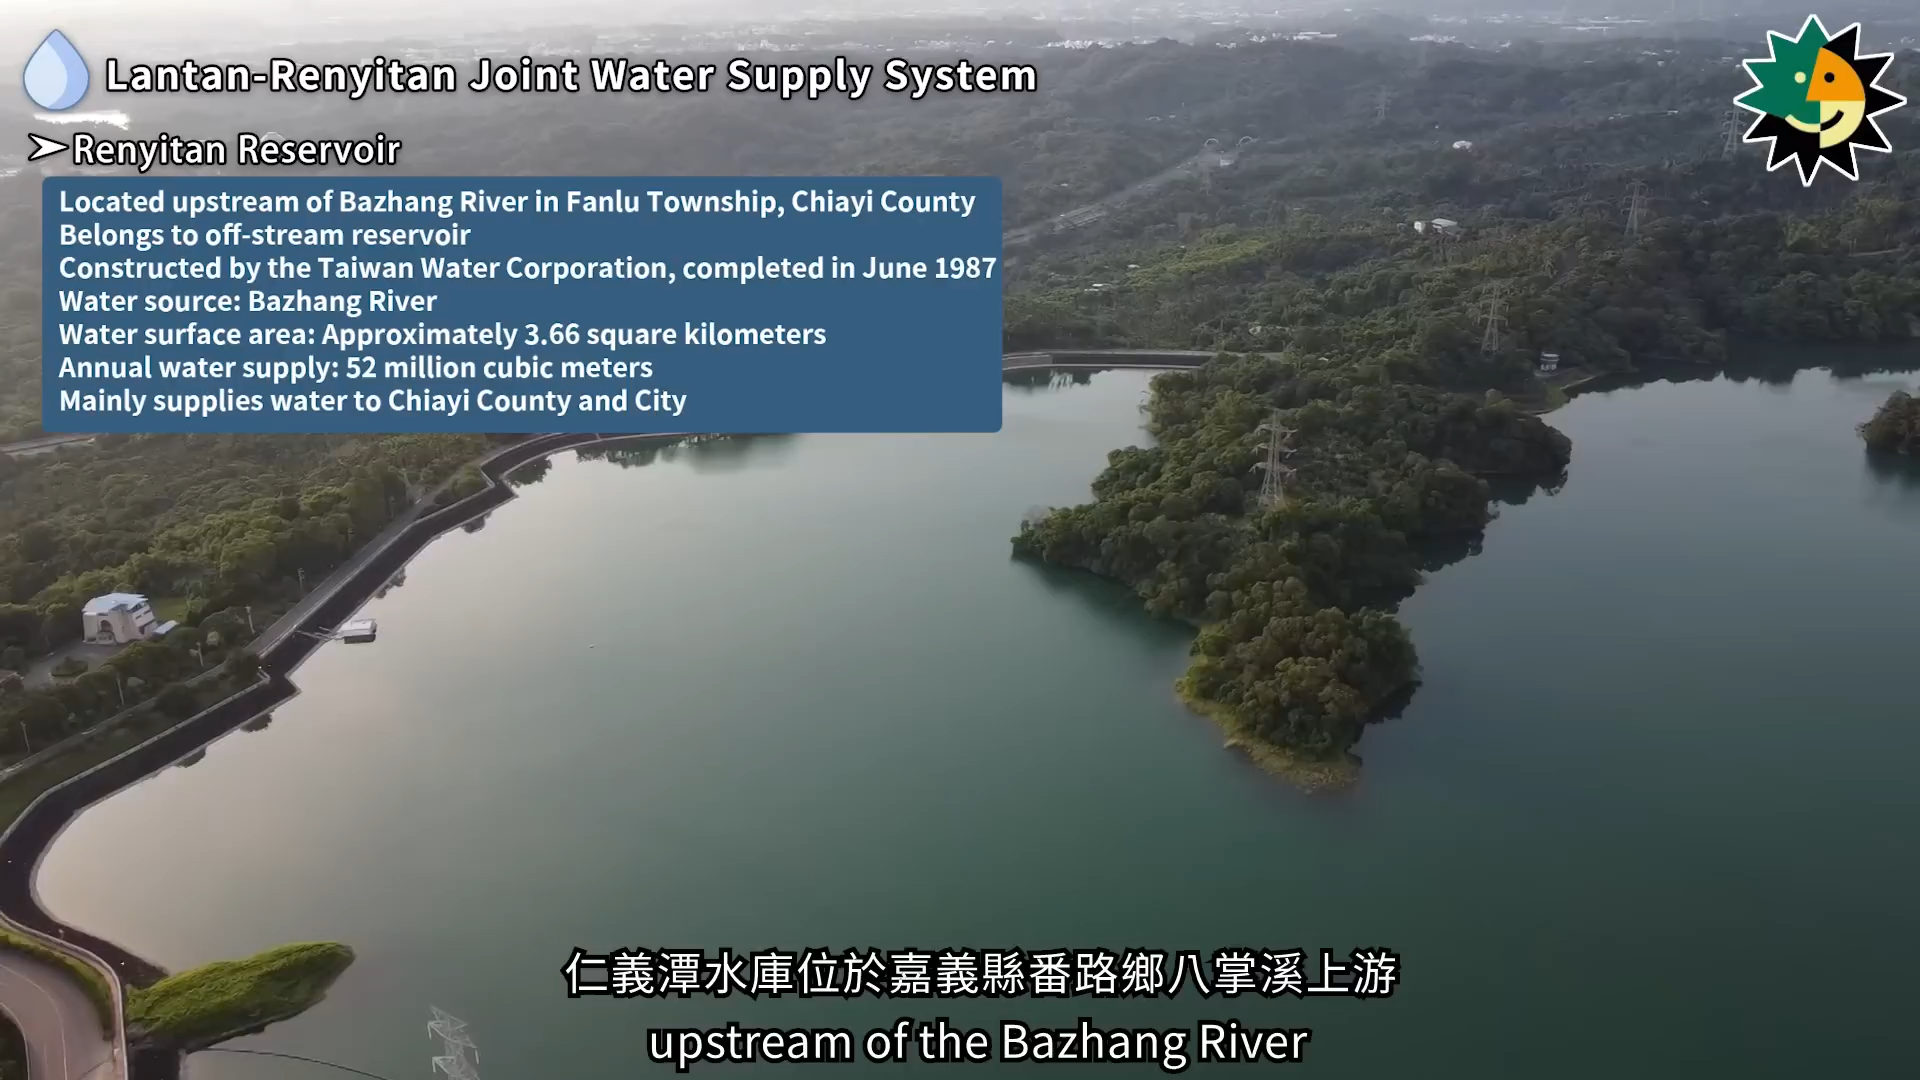 Lantan-Renyitan Joint Water Supply System
➢Renyitan Reservoir
Located upstream of Bazhang River in Fanlu Township, Chiayi County
Belongs to off-stream reservoir
Constructed by the Taiwan Water Corporation, completed in June 1987
Water source: Bazhang River
Water surface area: Approximately 3.66 square kilometers
Annual water supply: 52 million cubic meters
Mainly supplies water to Chiayi County and City
仁義潭水庫位於嘉義縣番路鄉八掌溪上游
upstream of the Bazhang River